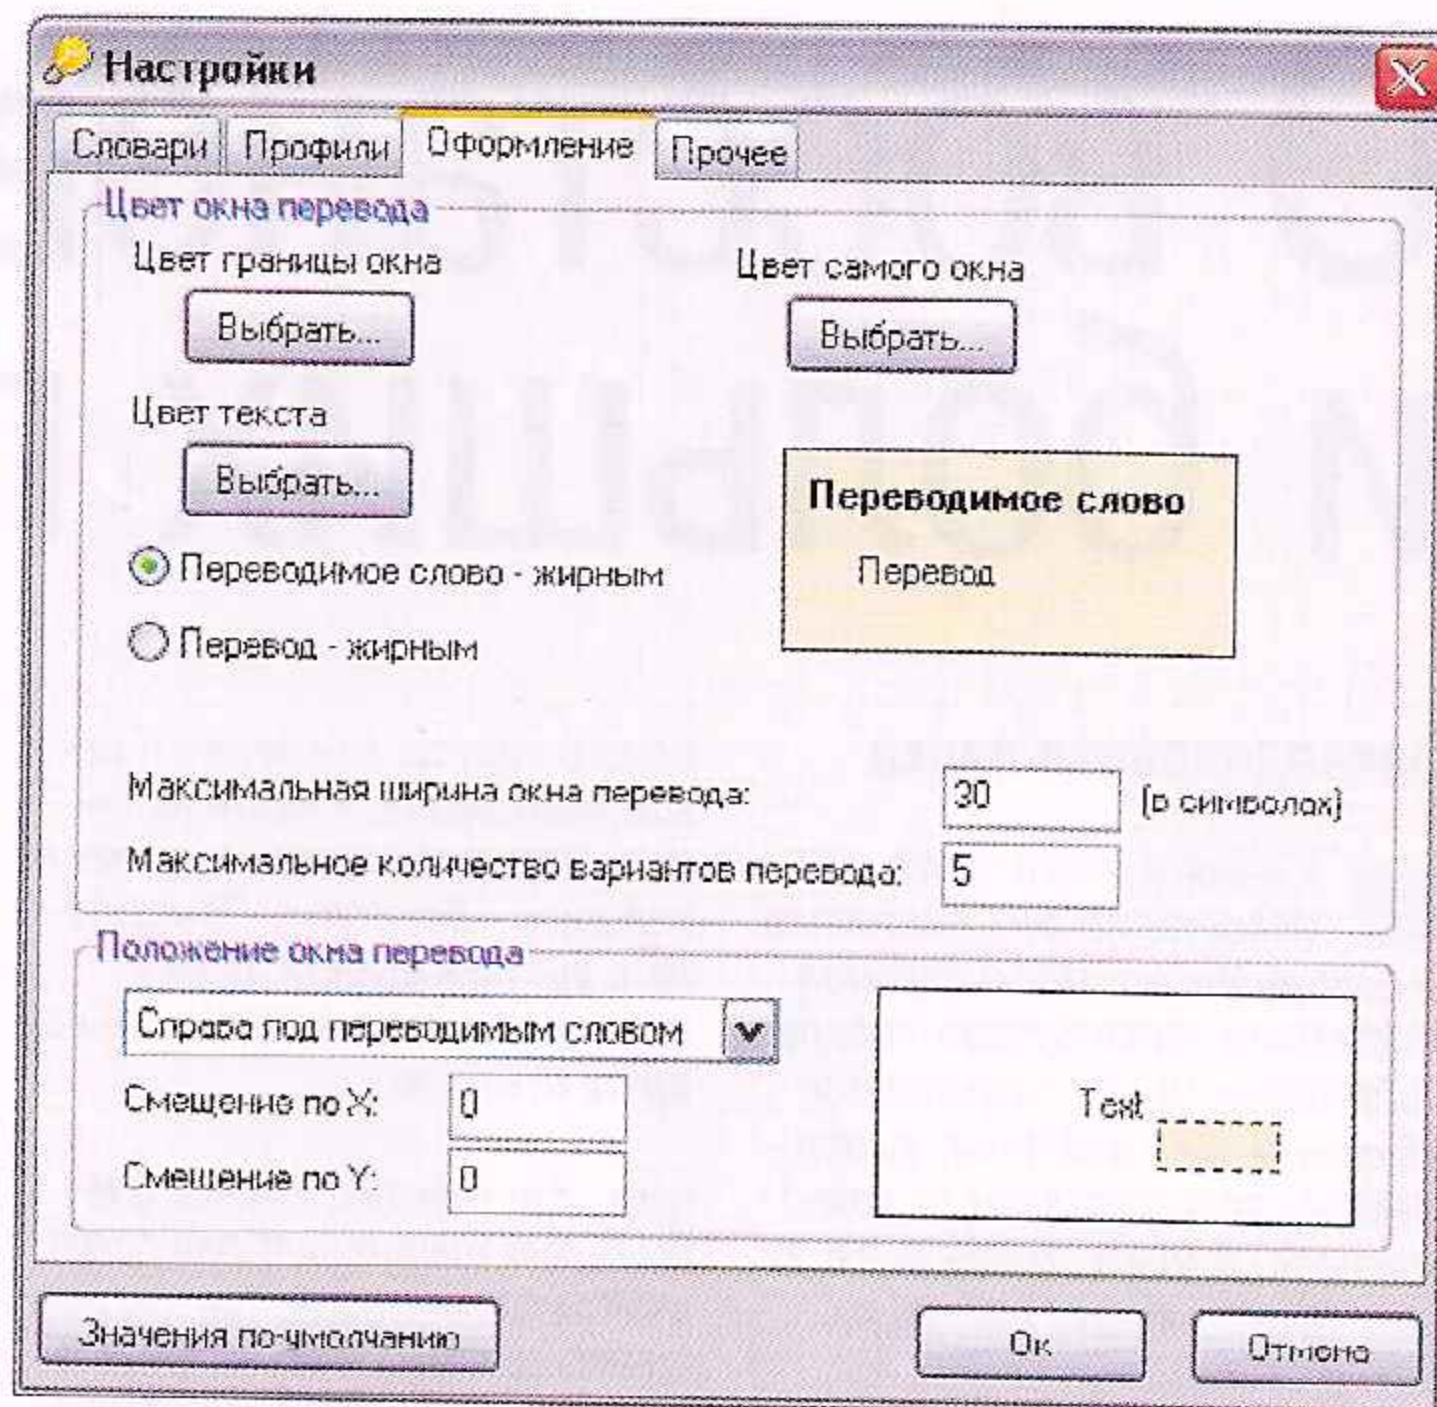 Настройки
Словари Профили Оформление Прочее
Цвет окна перевода
Цвет границы окна Цвет самого окна
Выбрать... Выбрать...
Цвет текста
Выбрать...
Переводимое слово
Перевод
Переводимое слово - жирным
Перевод - жирным
Максимальная ширина окна перевода: 30 (в символах)
Максимальное количество вариантов перевода: 5
Положение окна перевода
Справа под переводимым словом
Смещение по X: 0
Text
Смещение по Y: 0
Значения по-умолчанию Ок Отмена